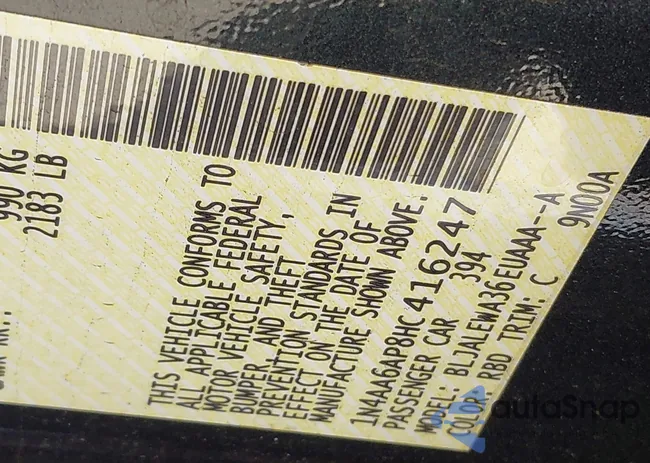 990 KG
2183 LB
THIS VEHICLE CONFORMS TO
ALL APPLICABLE FEDERAL
MOTOR VEHICLE SAFETY,
BUMPER, AND THEFT
PREVENTION STANDARDS IN
EFFECT ON THE DATE OF
MANUFACTURE SHOWN ABOVE.
1N4AA6AP8HC416247
PASSENGER CAR 394
MODEL: BLJALEWA36EUAAA--A
COLOR: RBD TRIM: C 9N00A
autoSnap